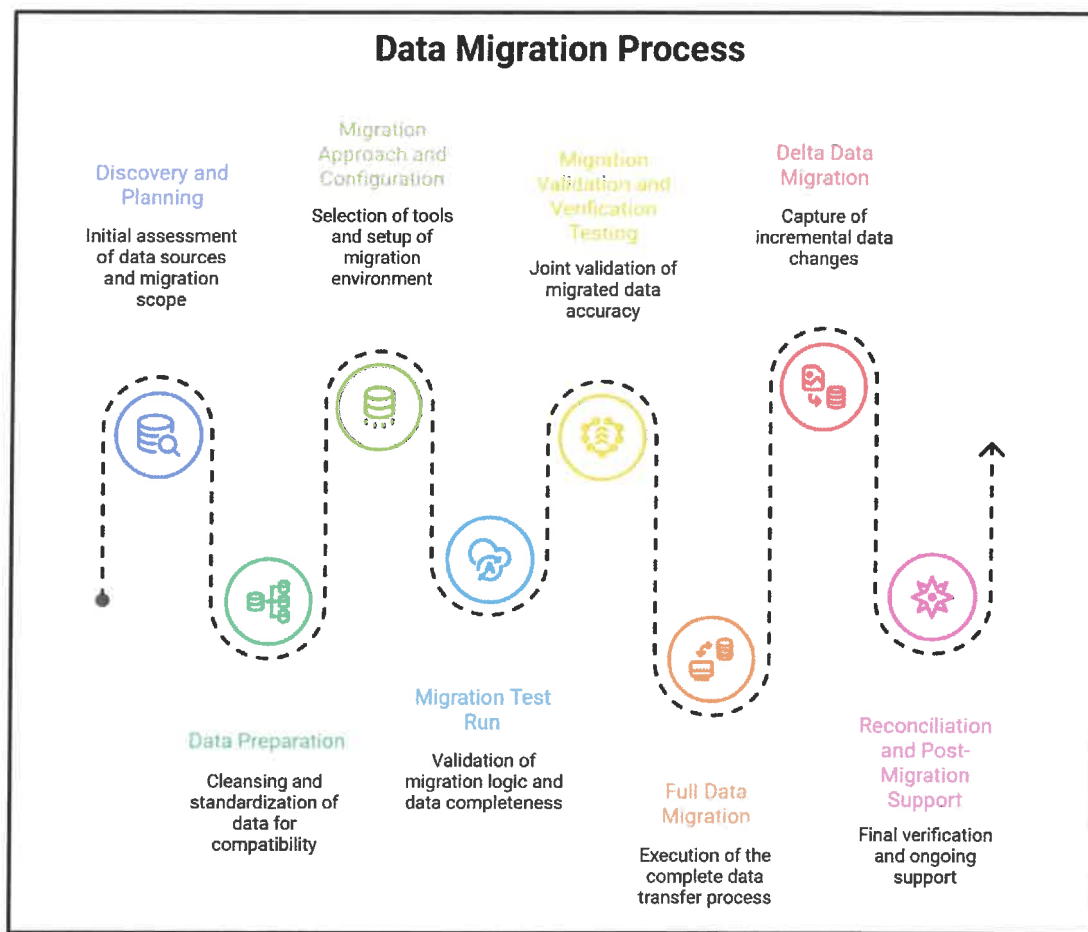 Data Migration Process
Discovery and
Planning
Initial assessment
of data sources
and migration
scope
Data Preparation
Cleansing and
standardization of
data for
compatibility
Migration
Approach and
Configuration
Selection of tools
and setup of
migration
environment
Migration Test
Run
Validation of
migration logic and
data completeness
Migration
Validation and
Verification
Testing
Joint validation of
migrated data
accuracy
Full Data
Migration
Execution of the
complete data
transfer process
Delta Data
Migration
Capture of
incremental data
changes
Reconciliation
and Post-
Migration
Support
Final verification
and ongoing
support